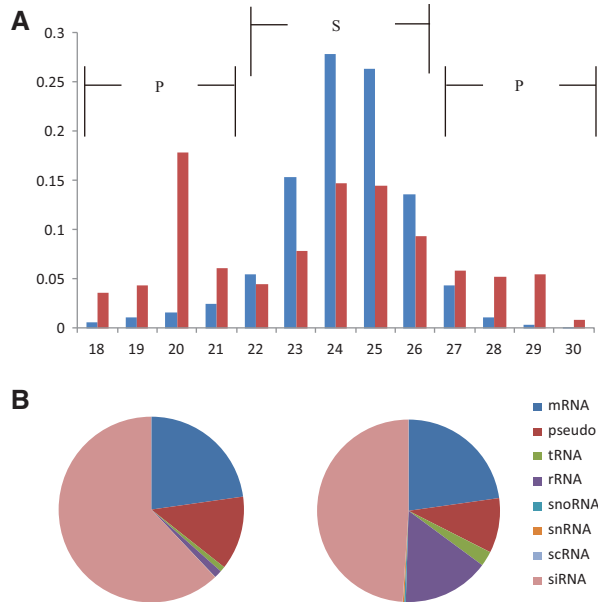 A
S
P
P
0.3
0.25
0.2
0.15
0.1
0.05
0
18 19 20 21 22 23 24 25 26 27 28 29 30
B
mRNA
pseudo
tRNA
rRNA
snoRNA
snRNA
scRNA
siRNA